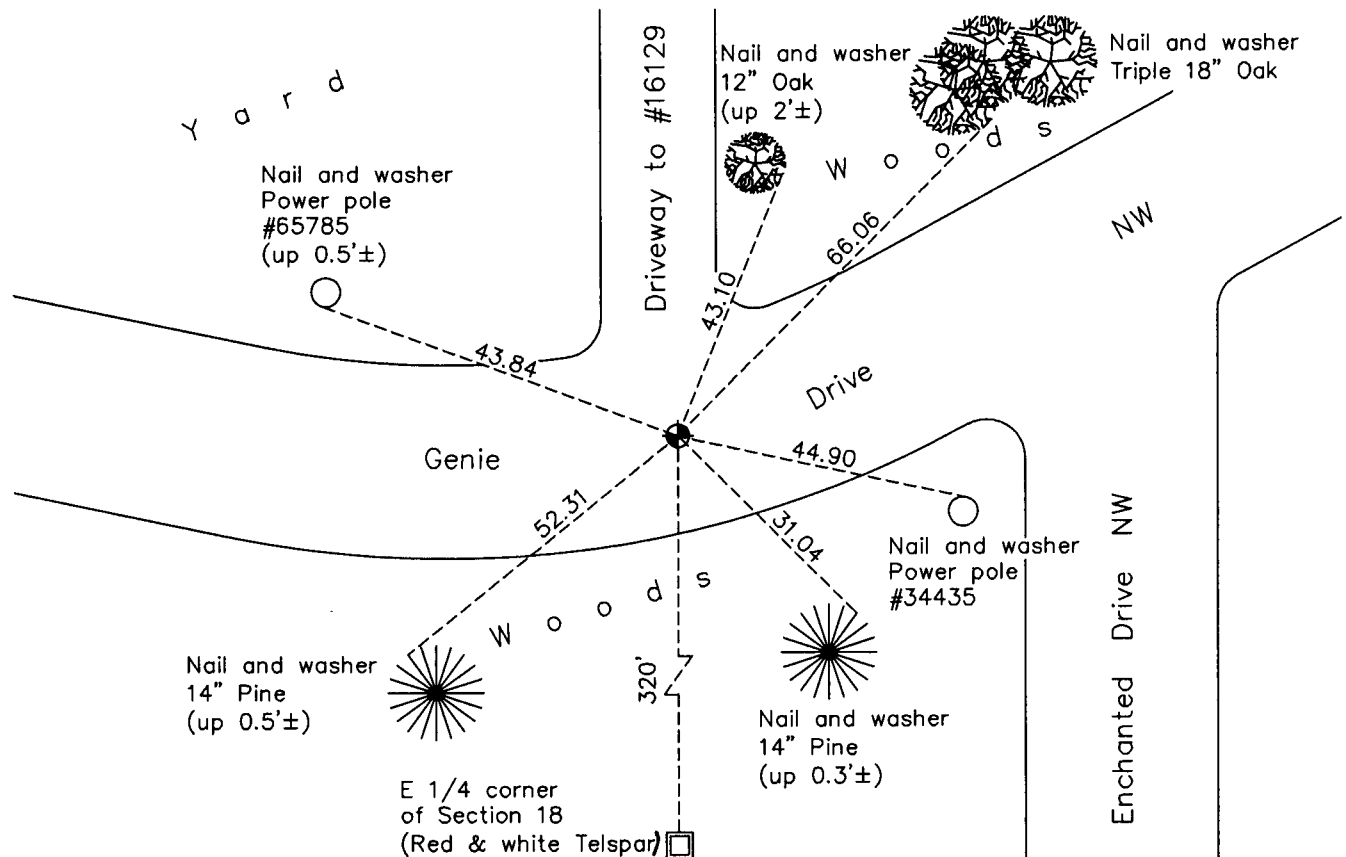 Yard
Driveway to #16129
Nail and washer
12" Oak
(up 2'±)
Nail and washer
Triple 18" Oak
Woods
Nail and washer
Power pole
#65785
(up 0.5'±)
NW
66.06
43.10
43.84
Drive
Genie
44.90
52.31
31.04
Nail and washer
Power pole
#34435
Woods
Enchanted Drive NW
Nail and washer
14" Pine
(up 0.5'±)
320'
Nail and washer
14" Pine
(up 0.3'±)
E 1/4 corner
of Section 18
(Red & white Telspar)